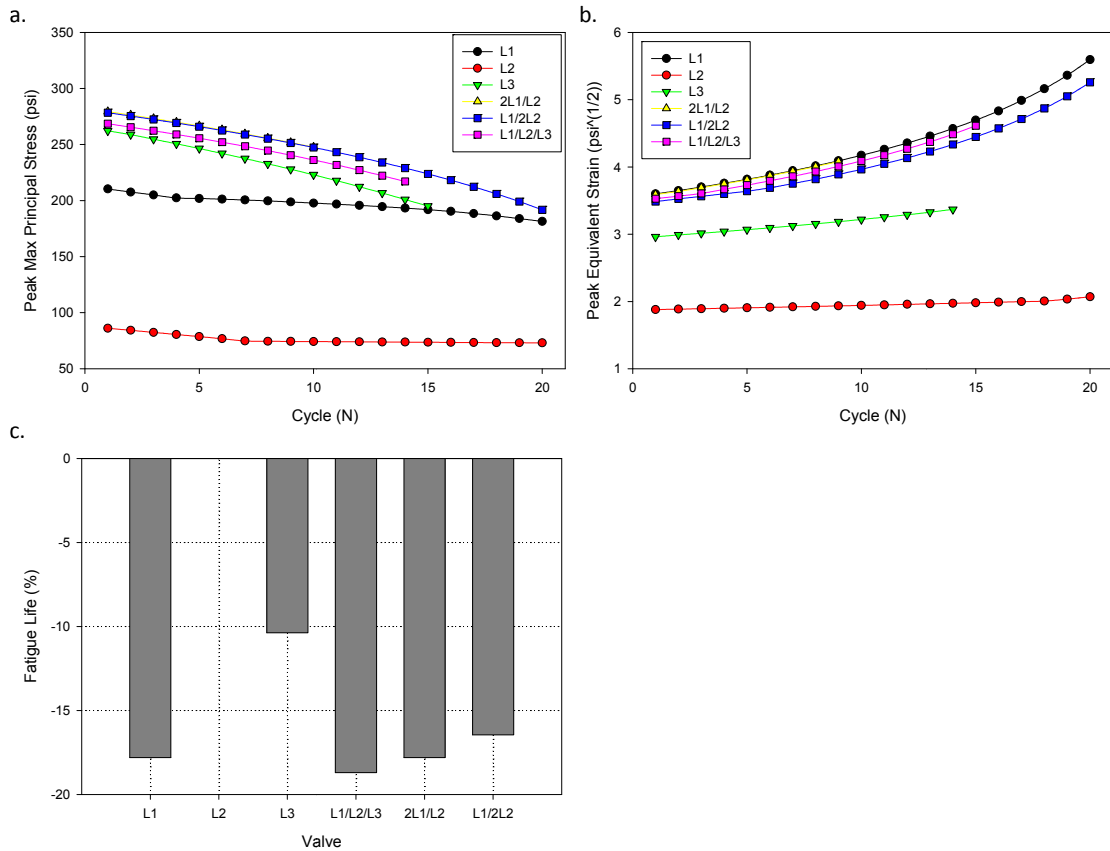 a.
350
300
250
200
150
100
50
0
5
10
15
20
Peak Max Principal Stress (psi)
Cycle (N)
L1
L2
L3
2L1/L2
L1/2L2
L1/L2/L3
b.
6
5
4
3
2
1
0
5
10
15
20
Peak Equivalent Strain (psi^(1/2))
Cycle (N)
L1
L2
L3
2L1/L2
L1/2L2
L1/L2/L3
c.
0
-5
-10
-15
-20
Fatigue Life (%)
L1
L2
L3
L1/L2/L3
2L1/L2
L1/2L2
Valve